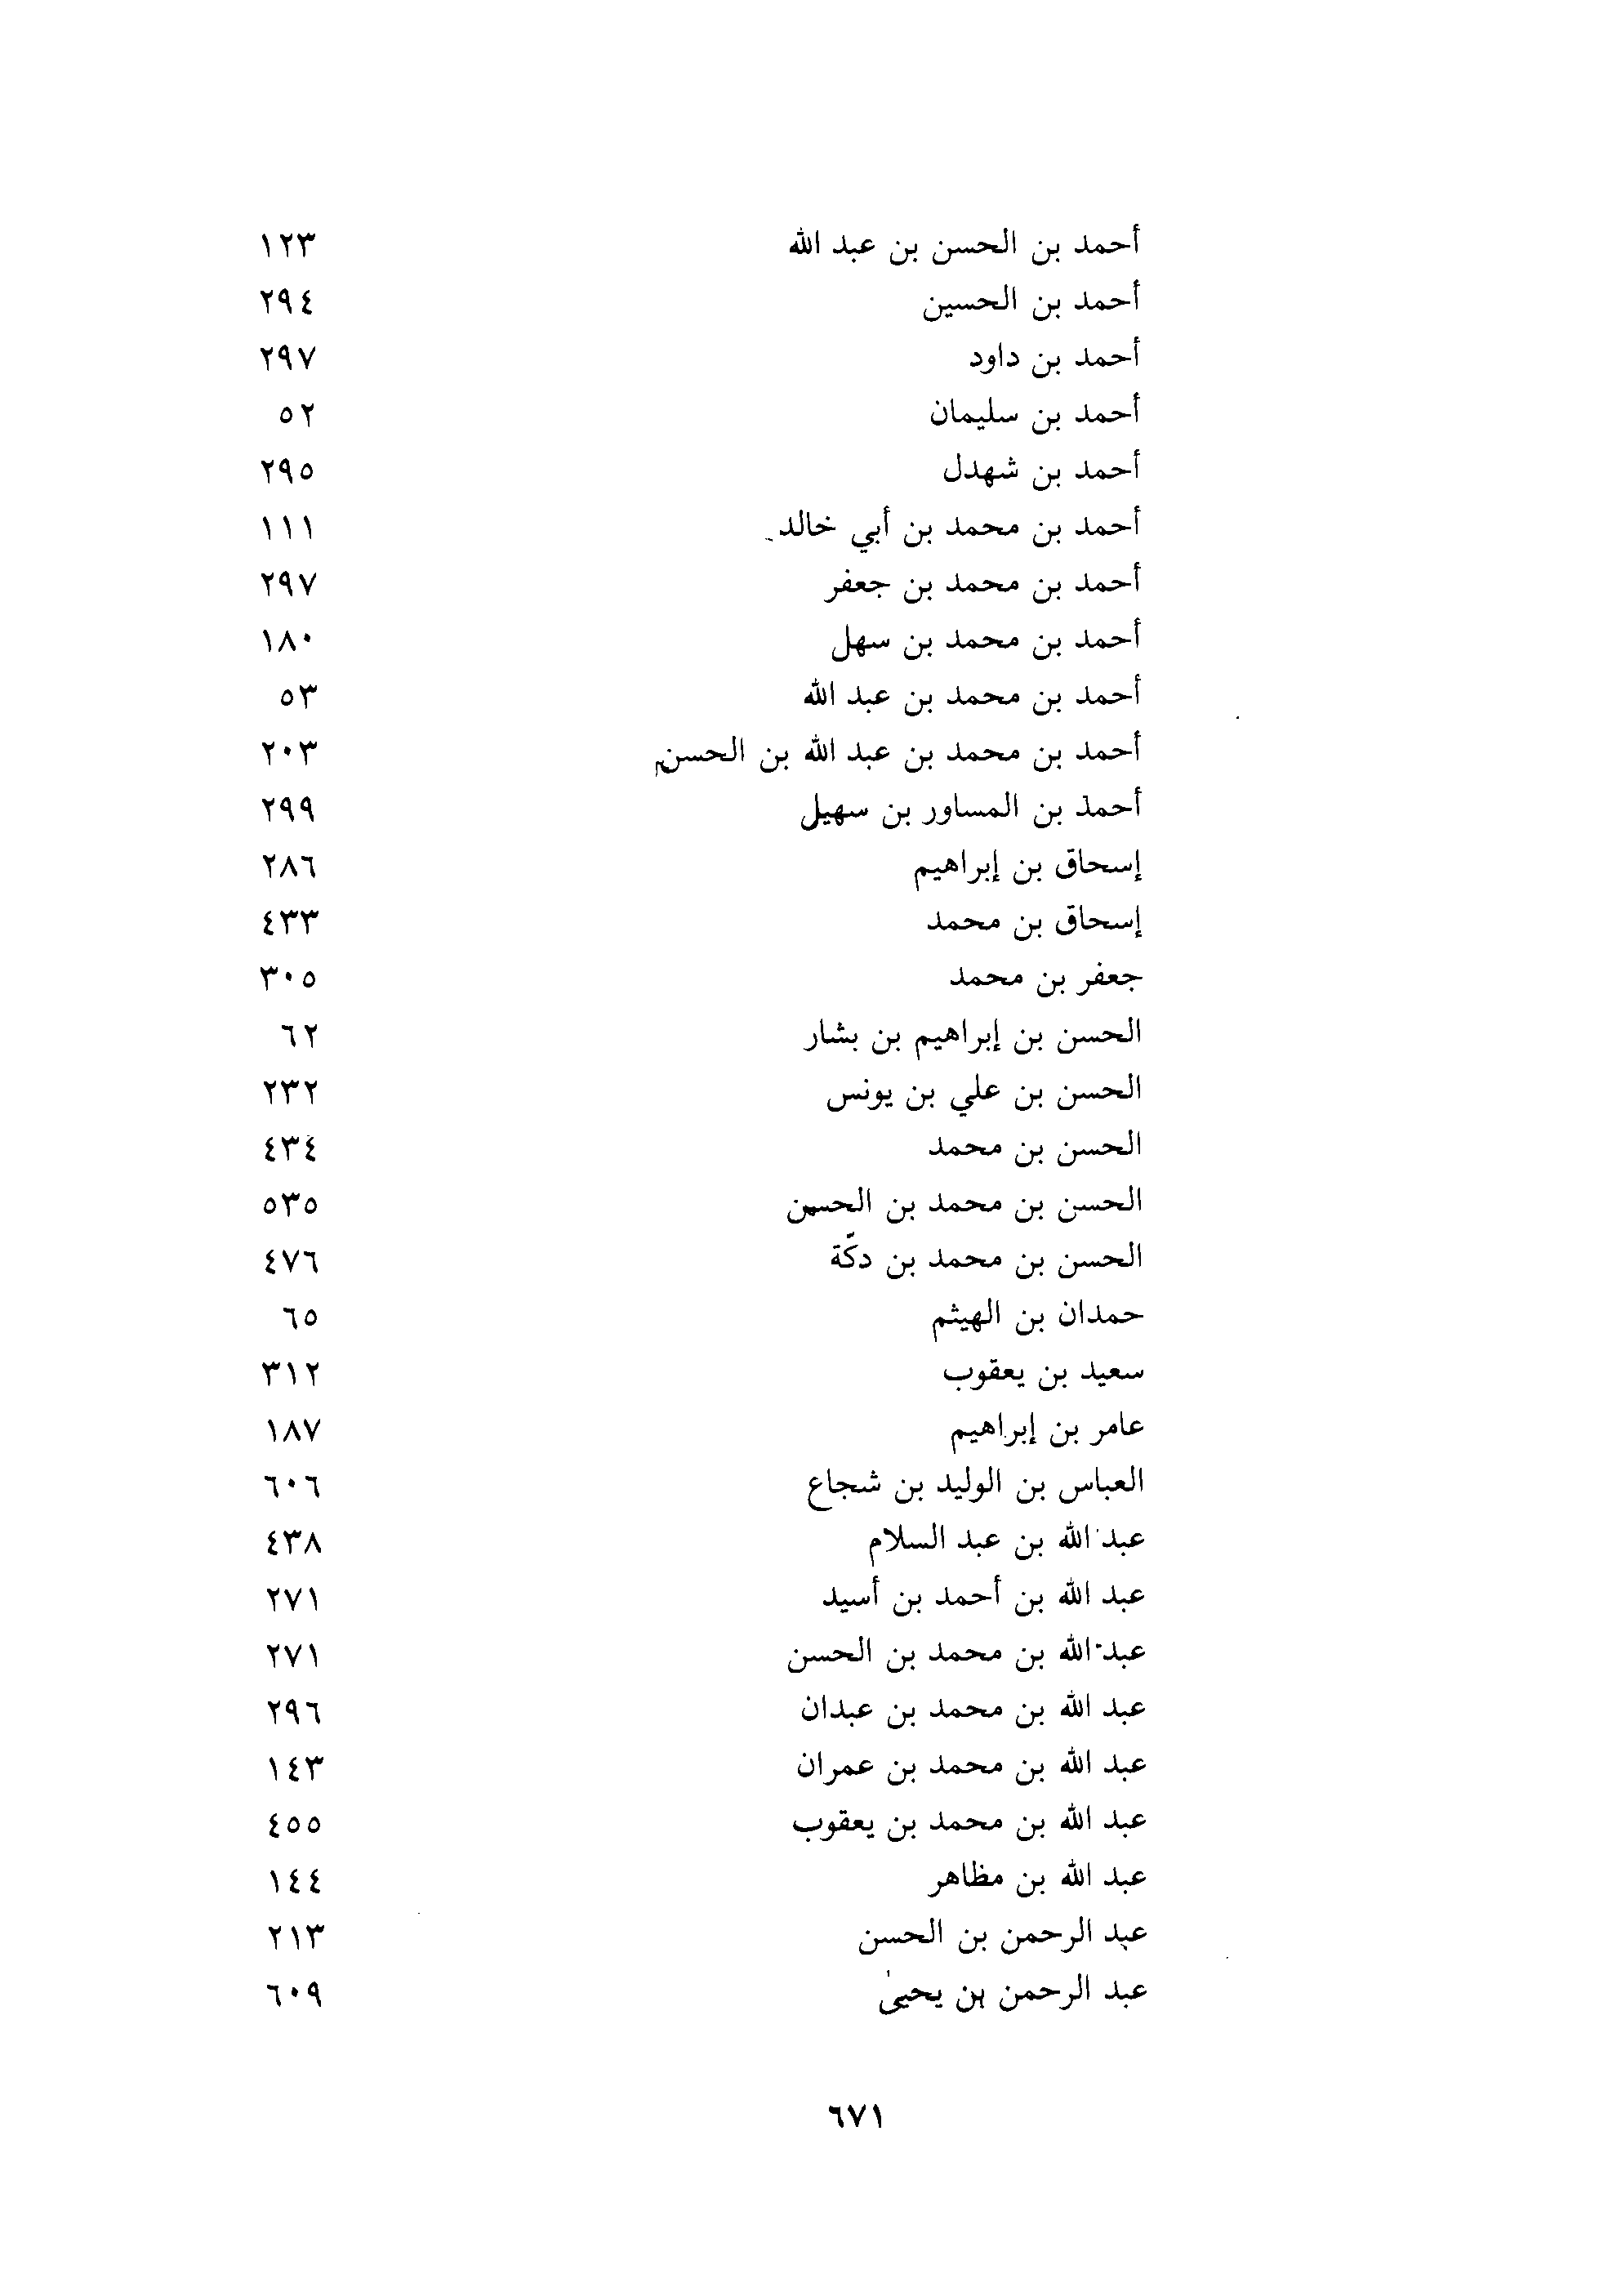 أحمد بن الحسن بن عبد الله ١٢٣
أحمد بن الحسين ٢٩٤
أحمد بن داود ٢٩٧
أحمد بن سليمان ٥٢
أحمد بن شهدل ٢٩٥
أحمد بن محمد بن أبي خالد ١١١
أحمد بن محمد بن جعفر ٢٩٧
أحمد بن محمد بن سهل ١٨٠
أحمد بن محمد بن عبد الله ٥٣
أحمد بن محمد بن عبد الله بن الحسن ٢٠٣
أحمد بن المساور بن سهيل ٢٩٩
إسحاق بن إبراهيم ٢٨٦
إسحاق بن محمد ٤٣٣
جعفر بن محمد ٣٠٥
الحسن بن إبراهيم بن بشار ٦٢
الحسن بن علي بن يونس ٢٣٢
الحسن بن محمد ٤٣٤
الحسن بن محمد بن الحسين ٥٣٥
الحسن بن محمد بن دكّة ٤٧٦
حمدان بن الهيثم ٦٥
سعيد بن يعقوب ٣١٢
عامر بن إبراهيم ١٨٧
العباس بن الوليد بن شجاع ٦٠٦
عبد الله بن عبد السلام ٤٣٨
عبد الله بن أحمد بن أسيد ٢٧١
عبد الله بن محمد بن الحسن ٢٧١
عبد الله بن محمد بن عبدان ٢٩٦
عبد الله بن محمد بن عمران ١٤٣
عبد الله بن محمد بن يعقوب ٤٥٥
عبد الله بن مظاهر ١٤٤
عبد الرحمن بن الحسن ٢١٣
عبد الرحمن بن يحيىٰ ٦٠٩
٦٧١